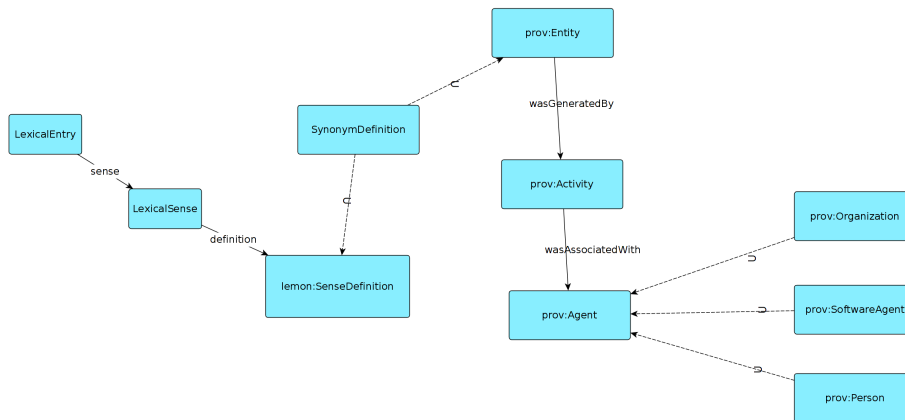 prov:Entity
⊂
wasGeneratedBy
SynonymDefinition
LexicalEntry
sense
prov:Activity
LexicalSense
⊂
prov:Organization
definition
wasAssociatedWith
⊂
lemon:SenseDefinition
prov:Agent
⊂
prov:SoftwareAgent
⊂
prov:Person